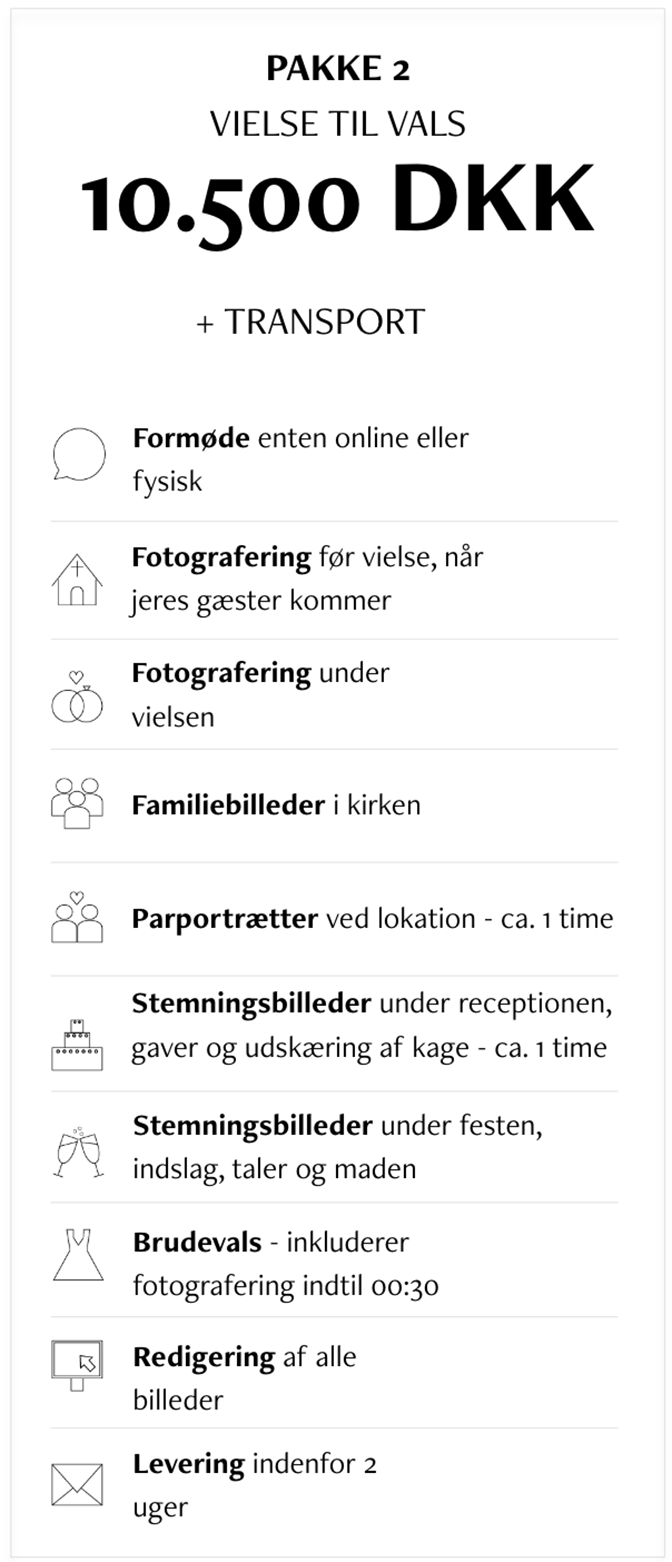 PAKKE 2
VIELSE TIL VALS
10.500 DKK
+ TRANSPORT
Formøde enten online eller
fysisk
Fotografering før vielse, når
jeres gæster kommer
Fotografering under
vielsen
Familiebilleder i kirken
Parportrætter ved lokation - ca. 1 time
Stemningsbilleder under receptionen,
gaver og udskæring af kage - ca. 1 time
Stemningsbilleder under festen,
indslag, taler og maden
Brudevals - inkluderer
fotografering indtil 00:30
Redigering af alle
billeder
Levering indenfor 2
uger